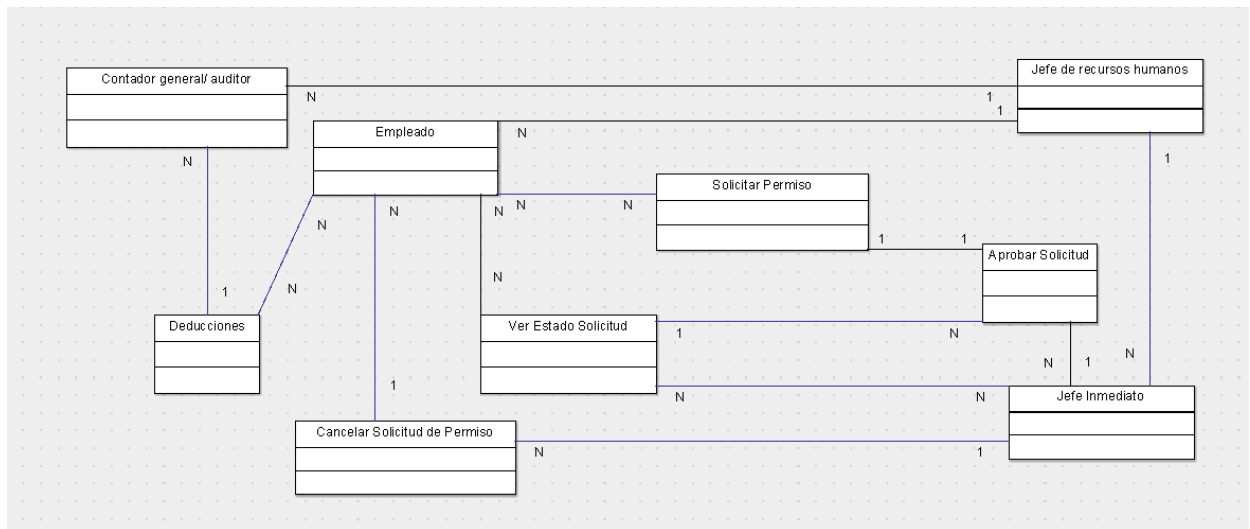 Contador general/ auditor
Jefe de recursos humanos
N
1
1
Empleado
N
N
1
Solicitar Permiso
N
N
N
N
N
N
1
1
Aprobar Solicitud
N
N
1
Deducciones
Ver Estado Solicitud
1
N
N
N
1
1
N
N
Jefe Inmediato
Cancelar Solicitud de Permiso
N
1